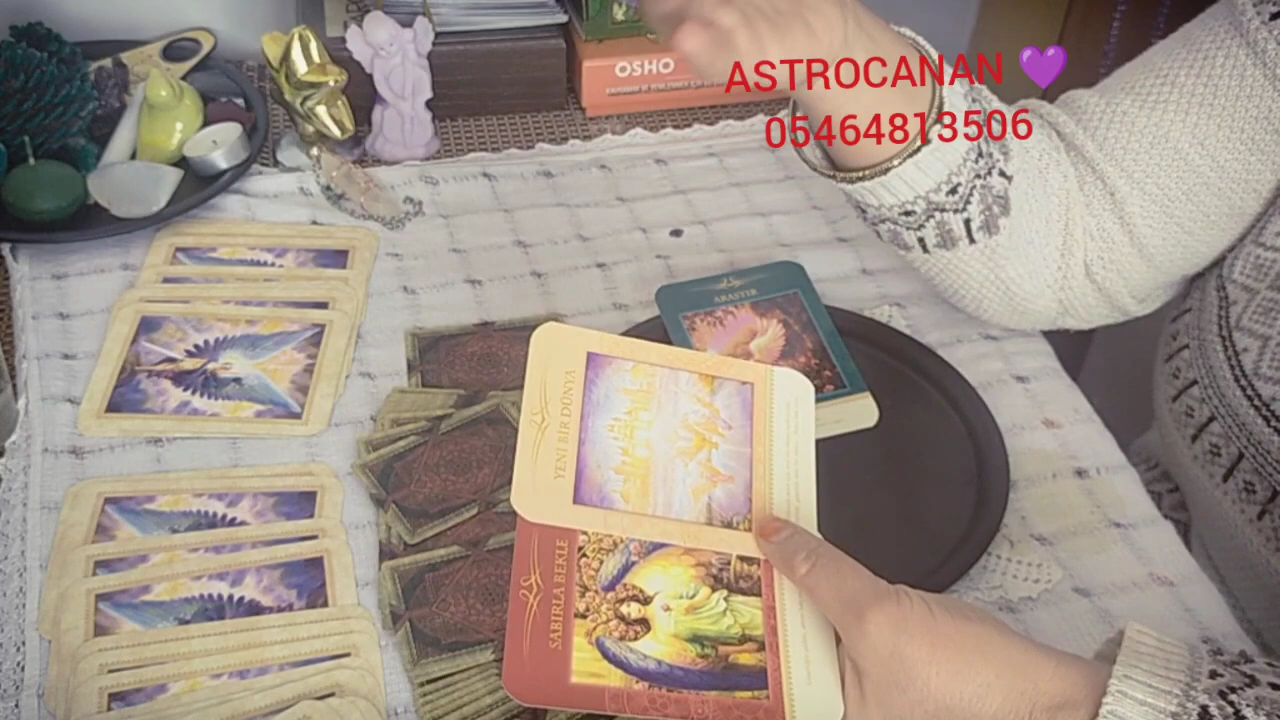 OSHO
ASTROCANAN 💜
05464813506
ARAŞTIR
YENİ BİR DÜNYA
SABIRLA BEKLE